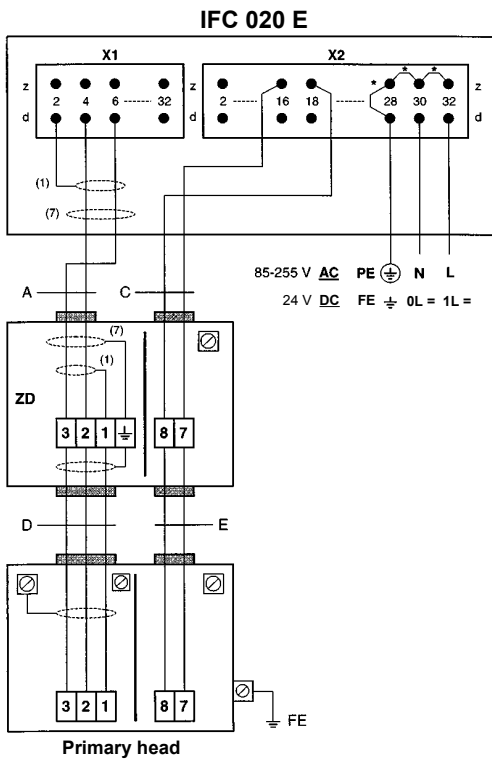 IFC 020 E
X1 X2
z z z
2 4 6 32 2 16 18 28 30 32
* * *
d d d
(1)
(7)
85-255 V AC PE N L
24 V DC FE 0L = 1L =
A C
(7)
(1)
ZD
3 2 1 8 7
D E
3 2 1 8 7
FE
Primary head